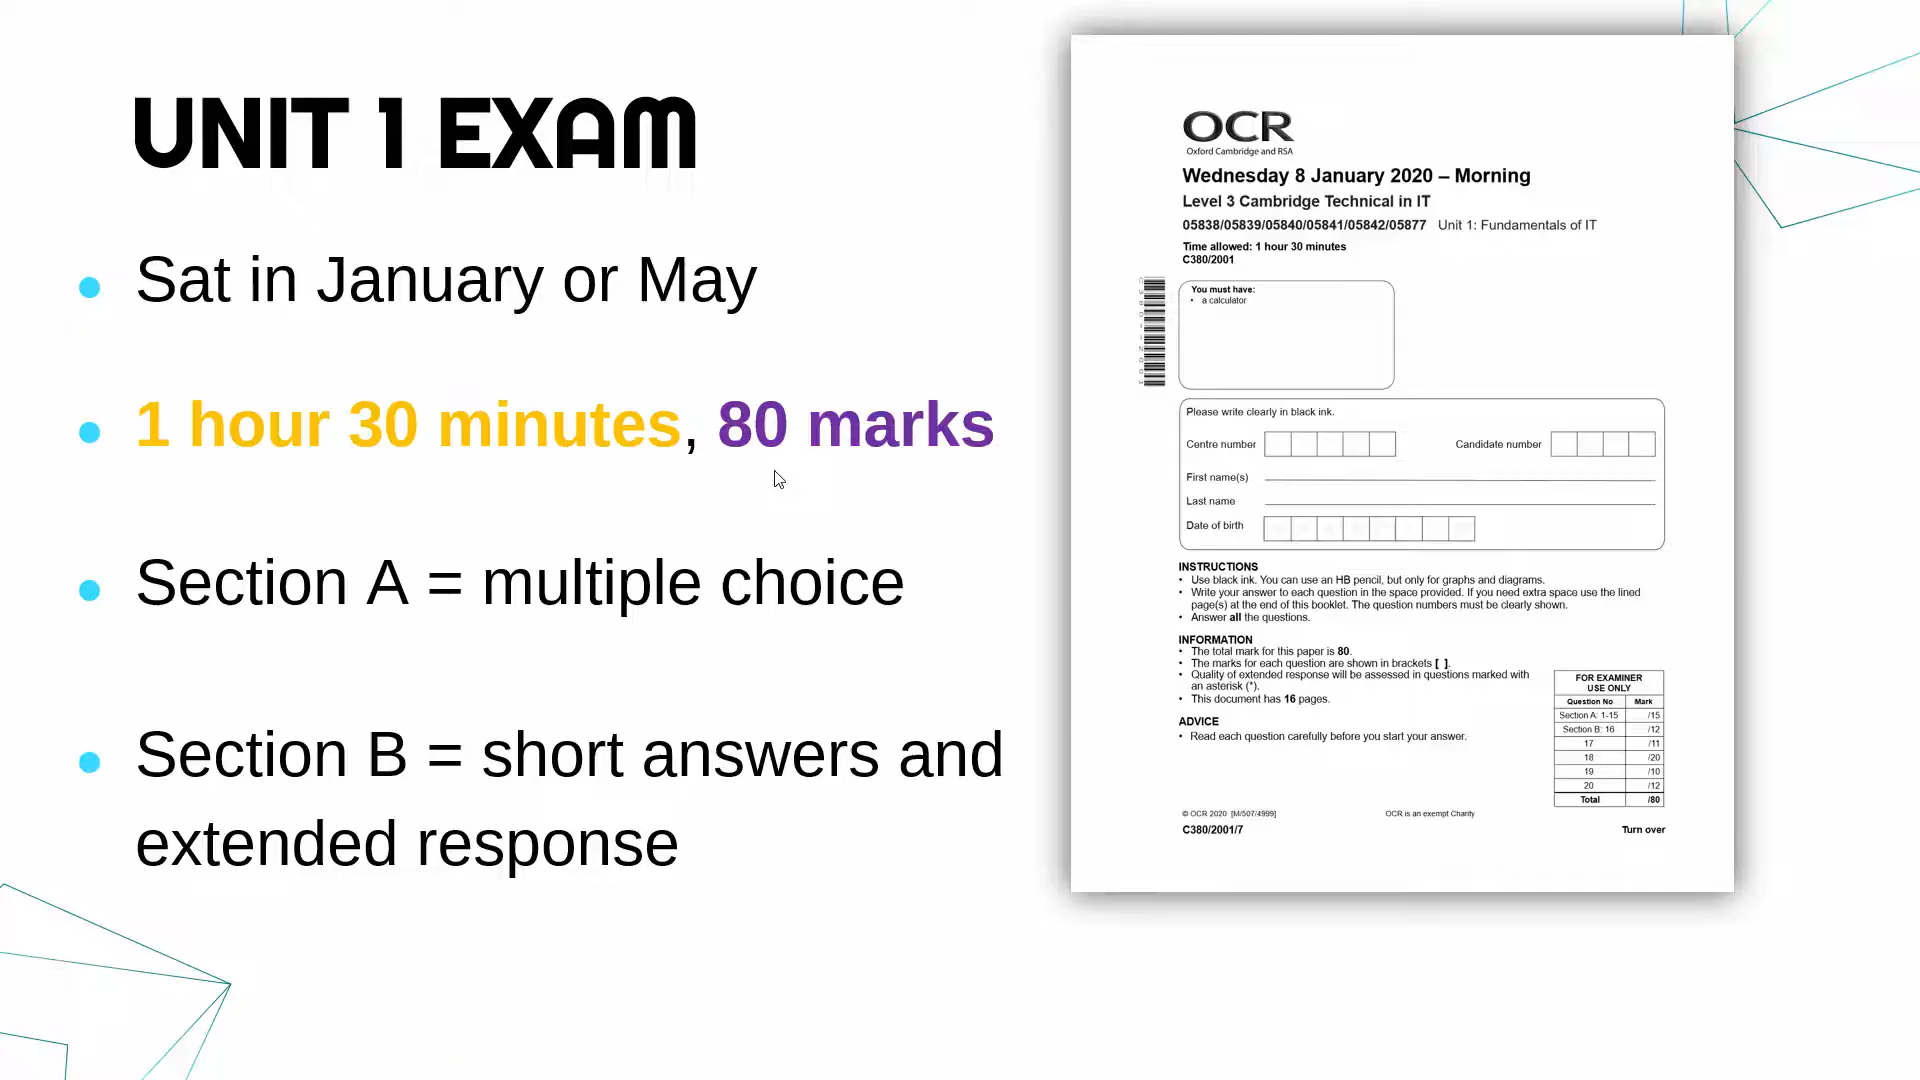 UNIT 1 EXAM
Sat in January or May
1 hour 30 minutes, 80 marks
Section A = multiple choice
Section B = short answers and
extended response
OCR
Oxford Cambridge and RSA
Wednesday 8 January 2020 – Morning
Level 3 Cambridge Technical in IT
05838/05839/05840/05841/05842/05877 Unit 1: Fundamentals of IT
Time allowed: 1 hour 30 minutes
C380/2001
You must have:
• a calculator
Please write clearly in black ink.
Centre number
Candidate number
First name(s)
Last name
Date of birth
INSTRUCTIONS
• Use black ink. You can use an HB pencil, but only for graphs and diagrams.
• Write your answer to each question in the space provided. If you need extra space use the lined
page(s) at the end of this booklet. The question numbers must be clearly shown.
• Answer all the questions.
INFORMATION
• The total mark for this paper is 80.
• The marks for each question are shown in brackets [ ].
• Quality of extended response will be assessed in questions marked with
an asterisk (*).
• This document has 16 pages.
ADVICE
• Read each question carefully before you start your answer.
FOR EXAMINER
USE ONLY
Question No Mark
Section A: 1-15 /15
Section B: 16 /12
17 /11
18 /20
19 /10
20 /12
Total /80
© OCR 2020 [M/507/4999]
OCR is an exempt Charity
C380/2001/7
Turn over